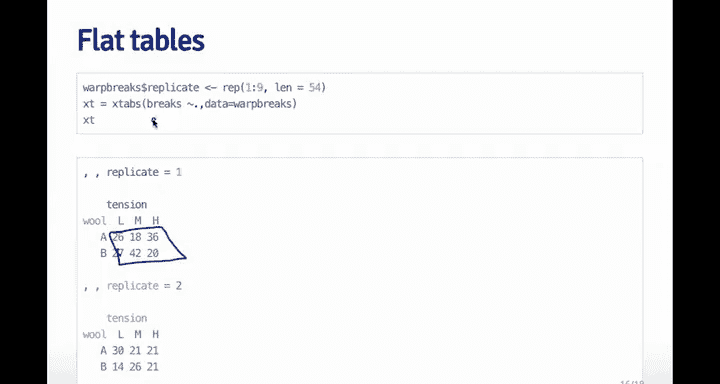 Flat tables
warpbreaks$replicate <- rep(1:9, len = 54)
xt = xtabs(breaks ~.,data=warpbreaks)
xt
, , replicate = 1
tension
wool L M H
A 26 18 36
B 27 42 20
, , replicate = 2
tension
wool L M H
A 30 21 21
B 14 26 21